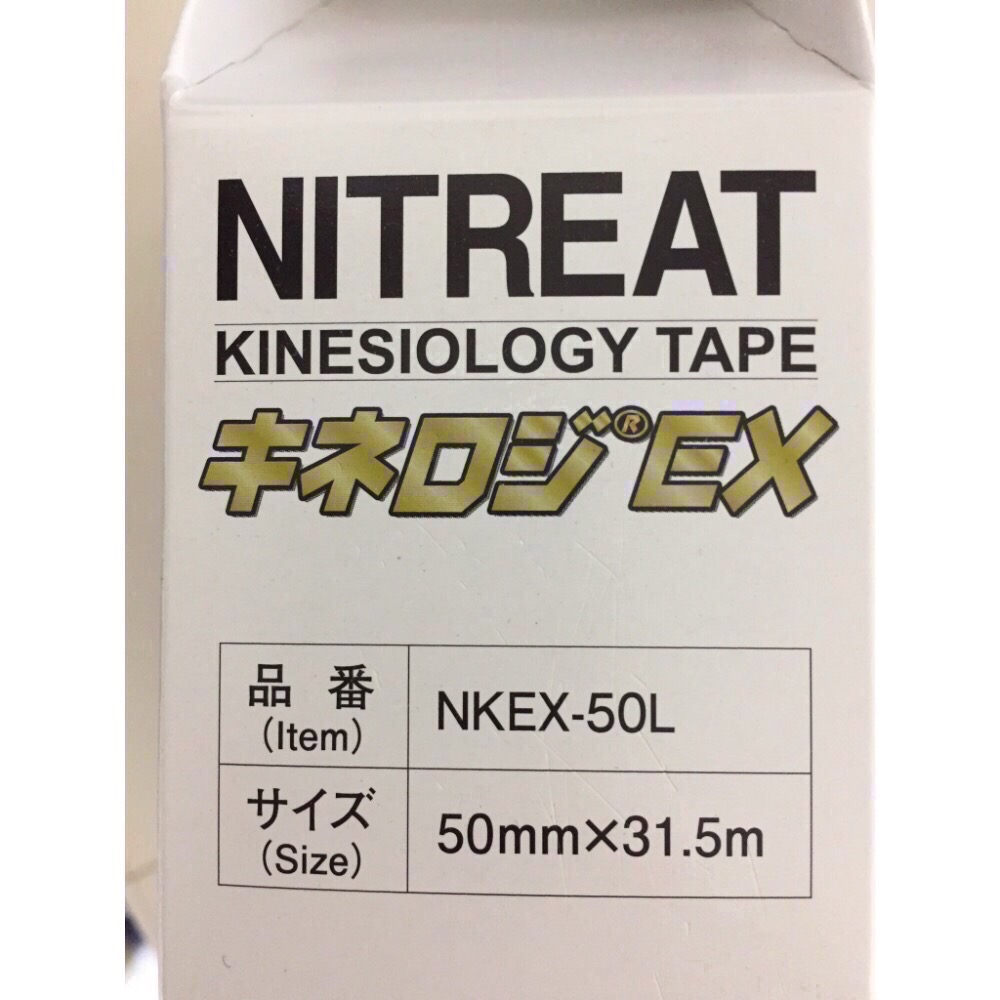 NITREAT
KINESIOLOGY TAPE
キネロジ®EX
品番
(Item)
NKEX-50L
サイズ
(Size)
50mm×31.5m